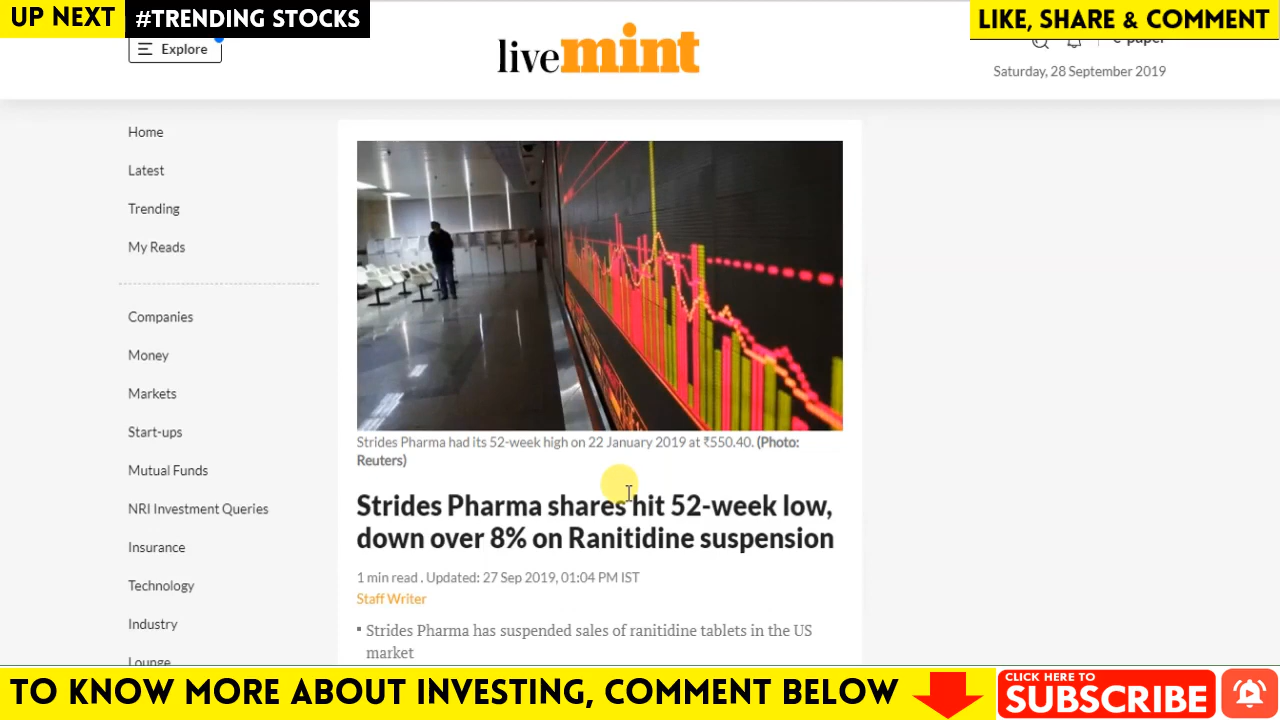 UP NEXT #TRENDING STOCKS
LIKE, SHARE & COMMENT
Explore
livemint
e-paper
Saturday, 28 September 2019
Home
Latest
Trending
My Reads
Companies
Money
Markets
Start-ups
Mutual Funds
NRI Investment Queries
Insurance
Technology
Industry
Lounge
Strides Pharma had its 52-week high on 22 January 2019 at ₹550.40. (Photo:
Reuters)
Strides Pharma shares hit 52-week low,
down over 8% on Ranitidine suspension
1 min read . Updated: 27 Sep 2019, 01:04 PM IST
Staff Writer
▪ Strides Pharma has suspended sales of ranitidine tablets in the US
market
TO KNOW MORE ABOUT INVESTING, COMMENT BELOW
CLICK HERE TO
SUBSCRIBE